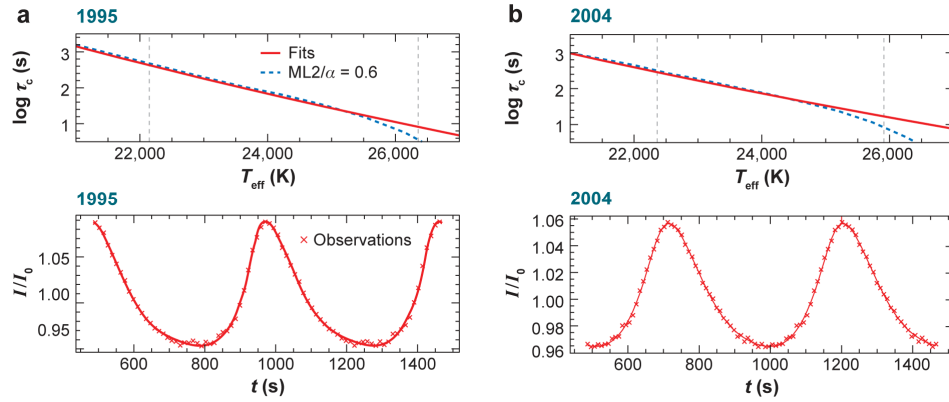 a 1995
3
2
1
log τc (s)
Fits
ML2/α = 0.6
22,000 24,000 26,000
Teff (K)
b 2004
3
2
1
log τc (s)
22,000 24,000 26,000
Teff (K)
1995
1.05
1.00
0.95
I/I0
× Observations
600 800 1000 1200 1400
t (s)
2004
1.06
1.04
1.02
1.00
0.98
0.96
I/I0
600 800 1000 1200 1400
t (s)